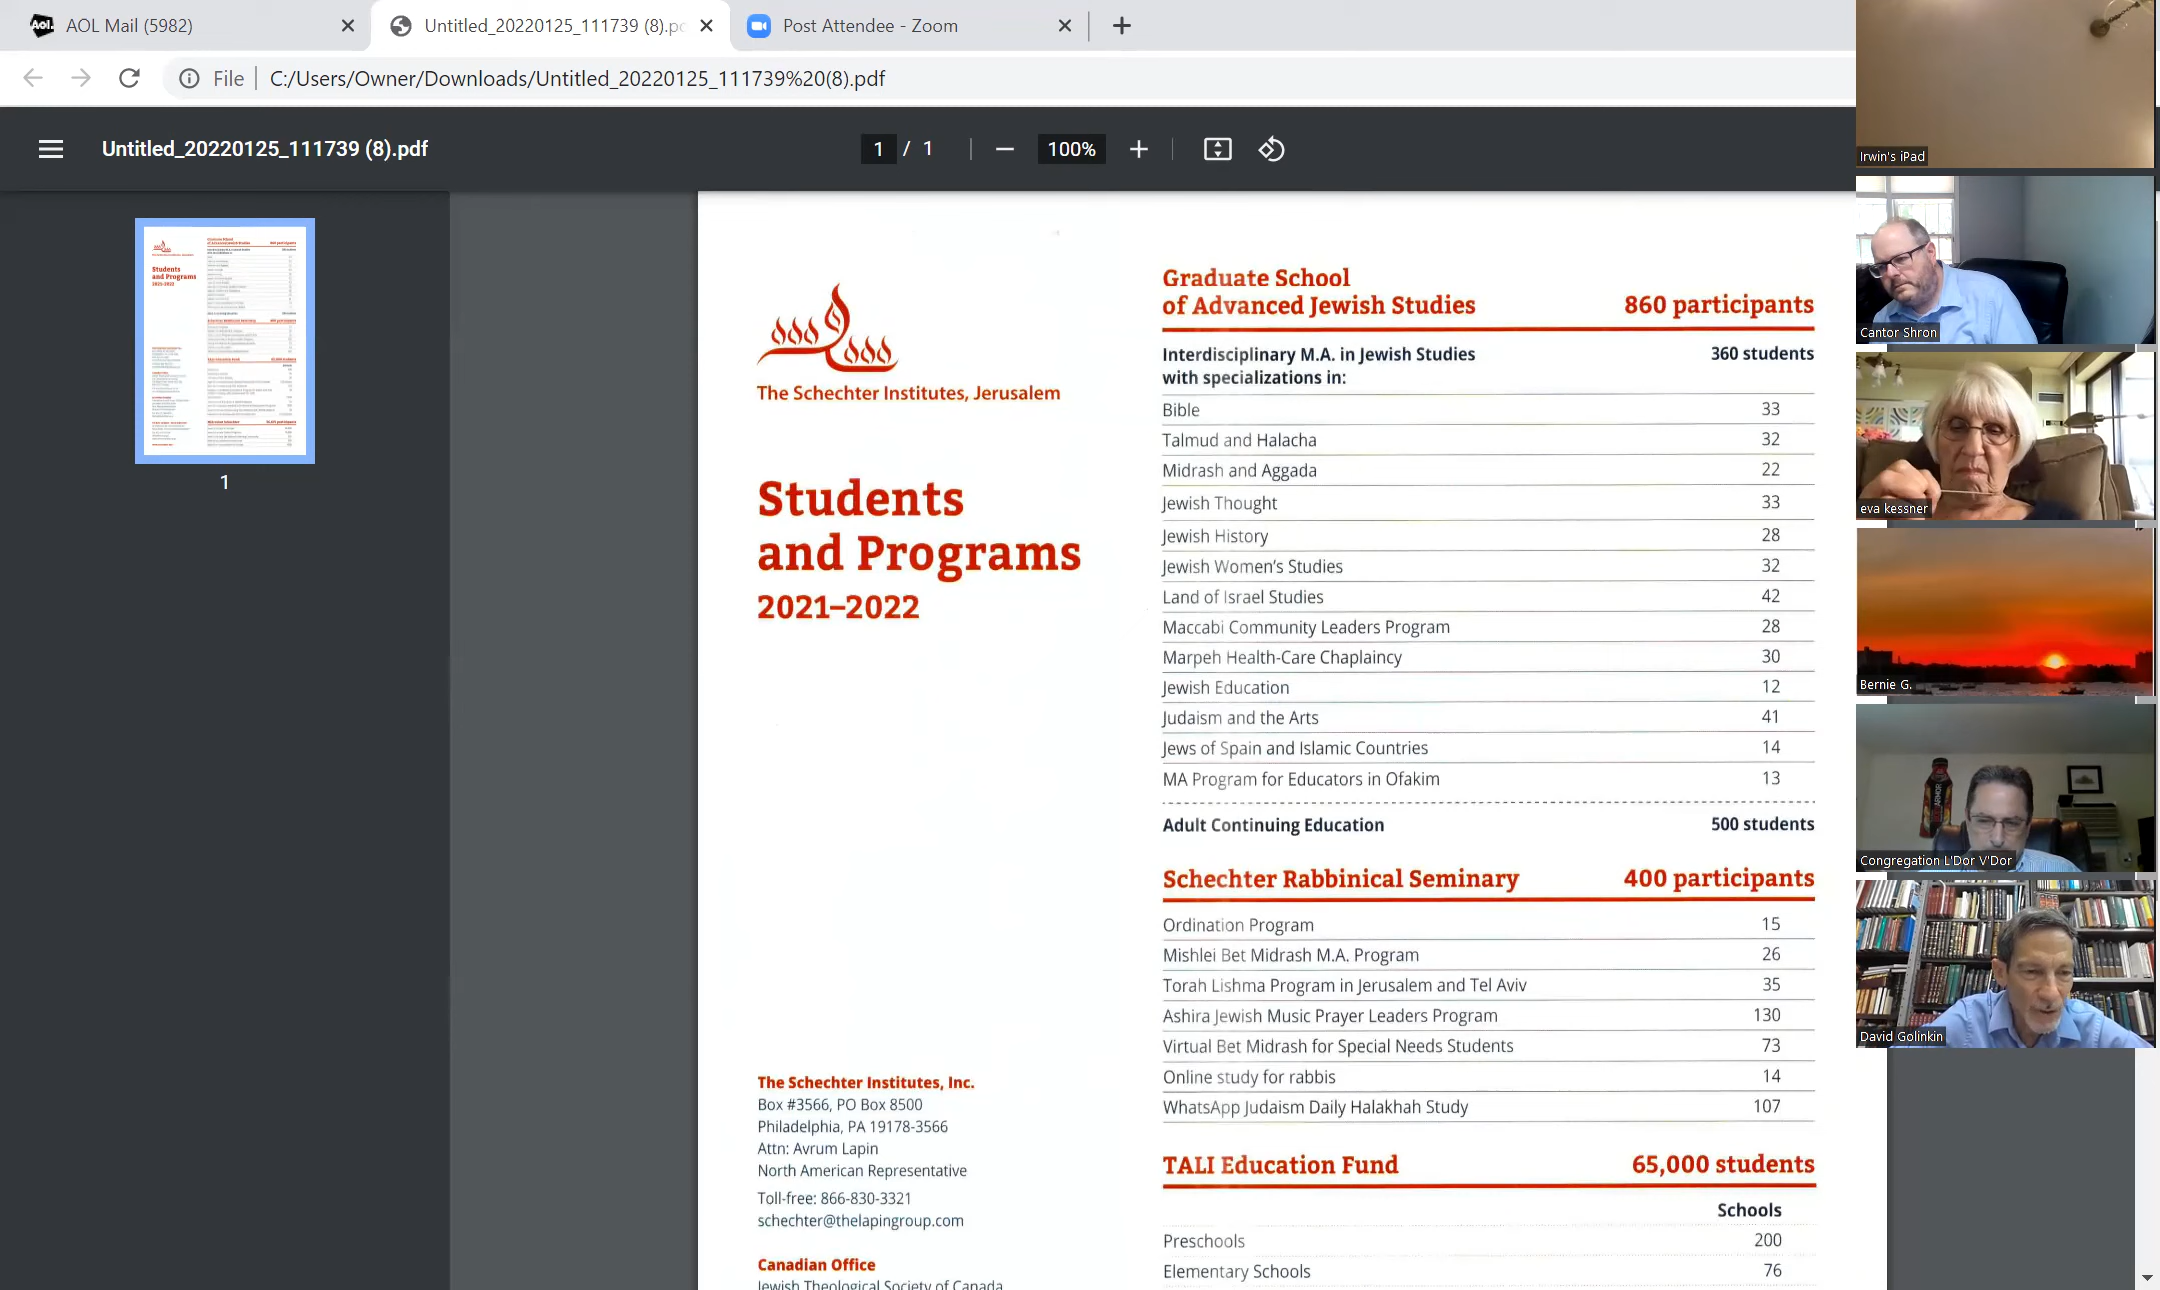 AOL Mail (5982)
Untitled_20220125_111739 (8).pc
Post Attendee - Zoom
File
C:/Users/Owner/Downloads/Untitled_20220125_111739%20(8).pdf
Untitled_20220125_111739 (8).pdf
1 / 1
100%
1
The Schechter Institutes, Jerusalem
Students
and Programs
2021–2022
The Schechter Institutes, Inc.
Box #3566, PO Box 8500
Philadelphia, PA 19178-3566
Attn: Avrum Lapin
North American Representative
Toll-free: 866-830-3321
schechter@thelapingroup.com
Canadian Office
Jewish Theological Society of Canada
Graduate School
of Advanced Jewish Studies 860 participants
Interdisciplinary M.A. in Jewish Studies 360 students
with specializations in:
Bible 33
Talmud and Halacha 32
Midrash and Aggada 22
Jewish Thought 33
Jewish History 28
Jewish Women's Studies 32
Land of Israel Studies 42
Maccabi Community Leaders Program 28
Marpeh Health-Care Chaplaincy 30
Jewish Education 12
Judaism and the Arts 41
Jews of Spain and Islamic Countries 14
MA Program for Educators in Ofakim 13
Adult Continuing Education 500 students
Schechter Rabbinical Seminary 400 participants
Ordination Program 15
Mishlei Bet Midrash M.A. Program 26
Torah Lishma Program in Jerusalem and Tel Aviv 35
Ashira Jewish Music Prayer Leaders Program 130
Virtual Bet Midrash for Special Needs Students 73
Online study for rabbis 14
WhatsApp Judaism Daily Halakhah Study 107
TALI Education Fund 65,000 students
Schools
Preschools 200
Elementary Schools 76
Irwin's iPad
Cantor Shron
eva kessner
Bernie G.
Congregation L'Dor V'Dor
David Golinkin